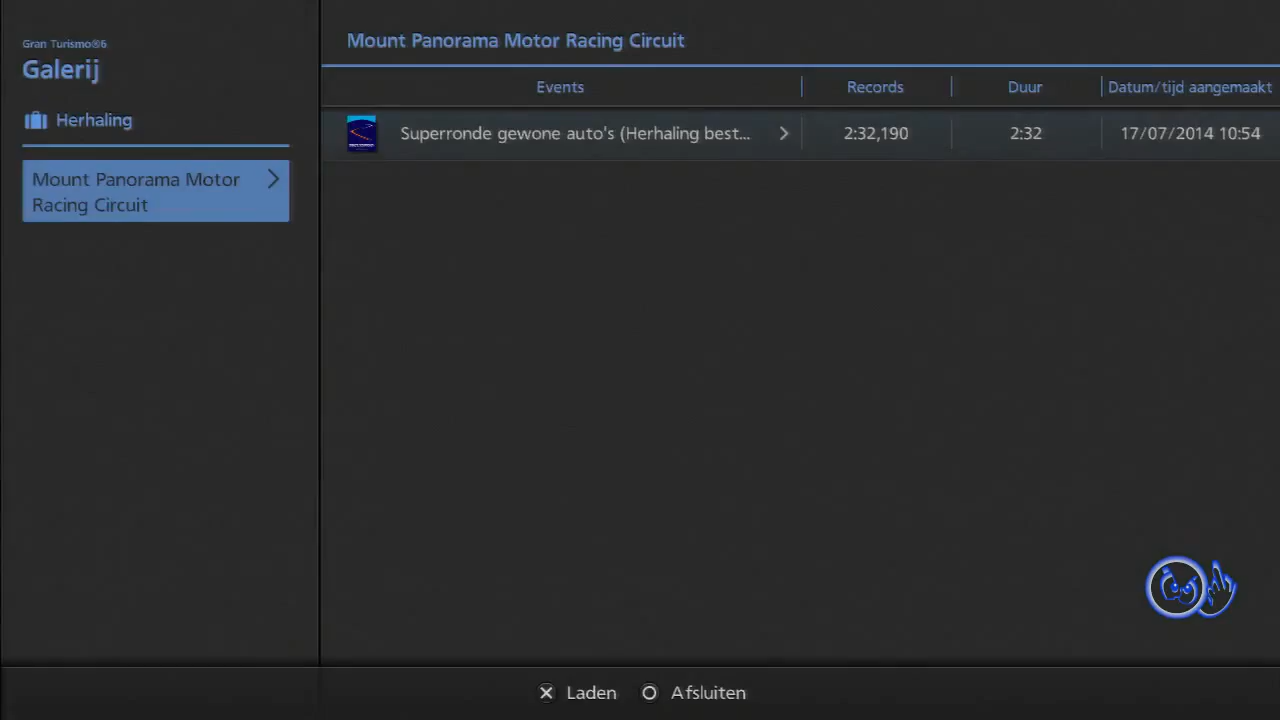 Gran Turismo®6
Galerij
Herhaling
Mount Panorama Motor
Racing Circuit
Mount Panorama Motor Racing Circuit
Events Records Duur Datum/tijd aangemaakt
Superronde gewone auto's (Herhaling best... 2:32,190 2:32 17/07/2014 10:54
Laden Afsluiten